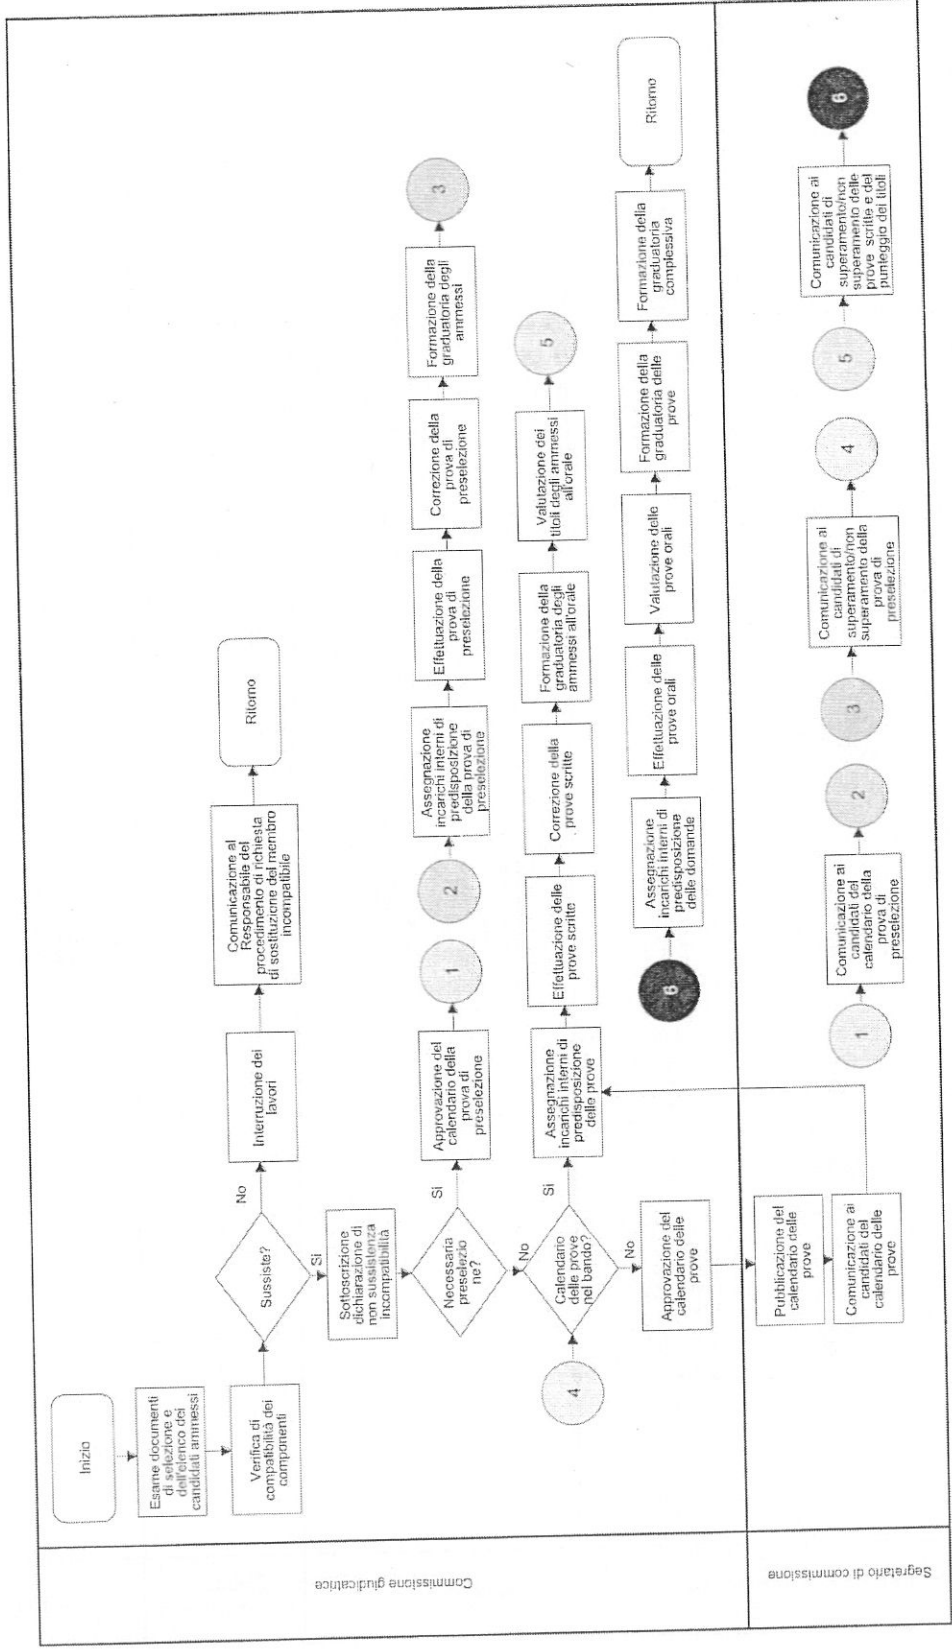 Commissione giudicatrice
Inizio
Esame documenti
di selezione e
dell'elenco dei
candidati ammessi
Verifica di
compatibilità dei
componenti
Sussiste?
No
Interruzione dei
lavori
Comunicazione al
Responsabile del
procedimento di richiesta
di sostituzione del membro
incompatibile
Ritorno
Si
Sottoscrizione
dichiarazione di
non sussistenza
incompatibilità
Necessaria
preselezio
ne?
Si
Approvazione del
calendario della
prova di
preselezione
1
2
Assegnazione
incarichi interni di
predisposizione
della prova di
preselezione
Effettuazione della
prova di
preselezione
Correzione della
prova di
preselezione
Formazione della
graduatoria degli
ammessi
3
No
4
Calendario
delle prove
nel bando?
Si
Assegnazione
incarichi interni di
predisposizione
delle prove
Effettuazione delle
prove scritte
Correzione della
prove scritte
Formazione della
graduatoria degli
ammessi all'orale
Valutazione dei
titoli degli ammessi
all'orale
5
No
Approvazione del
calendario delle
prove
6
Assegnazione
incarichi interni di
predisposizione
delle domande
Effettuazione delle
prove orali
Valutazione delle
prove orali
Formazione della
graduatoria delle
prove
Formazione della
graduatoria
complessiva
Ritorno
Segretario di commissione
Pubblicazione del
calendario delle
prove
Comunicazione ai
candidati del
calendario delle
prove
1
Comunicazione ai
candidati del
calendario della
prova di
preselezione
2
3
Comunicazione ai
candidati di
superamento/non
superamento della
prova di
preselezione
4
5
Comunicazione ai
candidati di
superamento/non
superamento delle
prove scritte e del
punteggio dei titoli
6